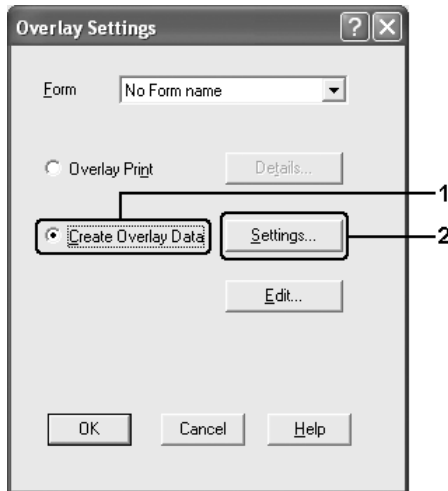 Overlay Settings
Form No Form name
Overlay Print Details...
1
Create Overlay Data Settings...
2
Edit...
OK Cancel Help